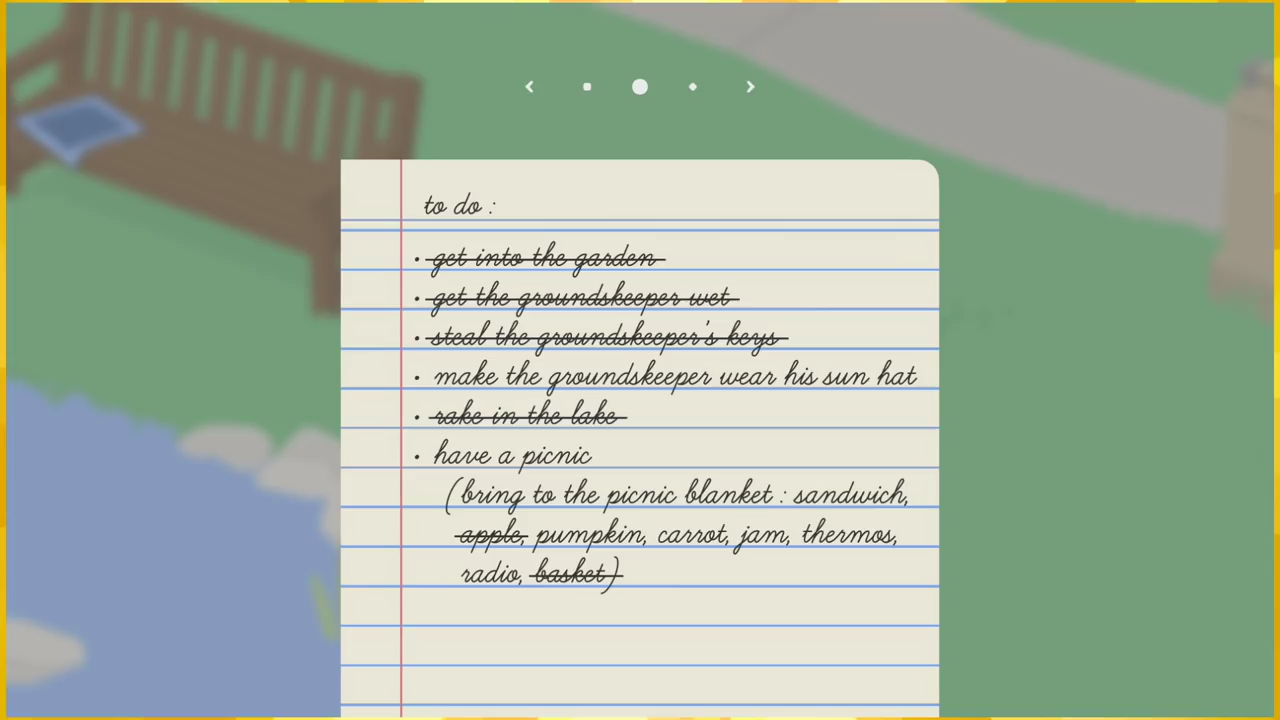 to do :
• get into the garden
• get the groundskeeper wet
• steal the groundskeeper's keys
• make the groundskeeper wear his sun hat
• rake in the lake
• have a picnic
(bring to the picnic blanket : sandwich,
apple, pumpkin, carrot, jam, thermos,
radio, basket)